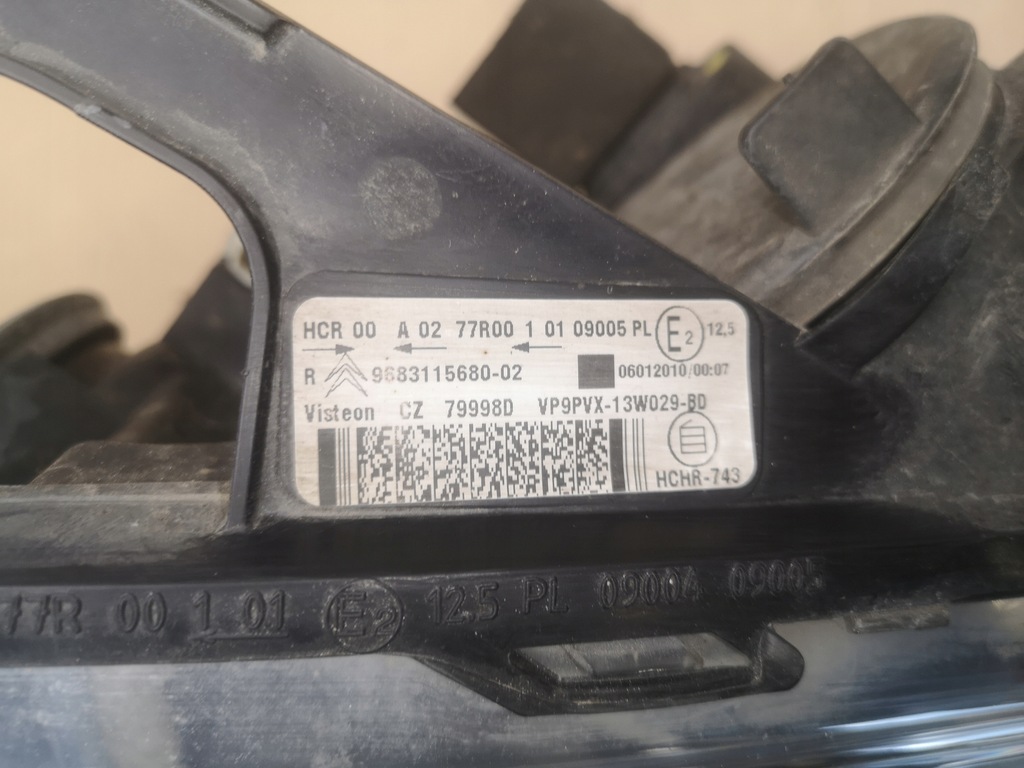 HCR 00 A 02 77R00 1 01 09005 PL E2 12,5
R 9683115680-02 06012010/00:07
Visteon CZ 79998D VP9PVX-13W029-BD
自
HCHR-743
77R 00 1 01 E2 12,5 PL 09004 09005